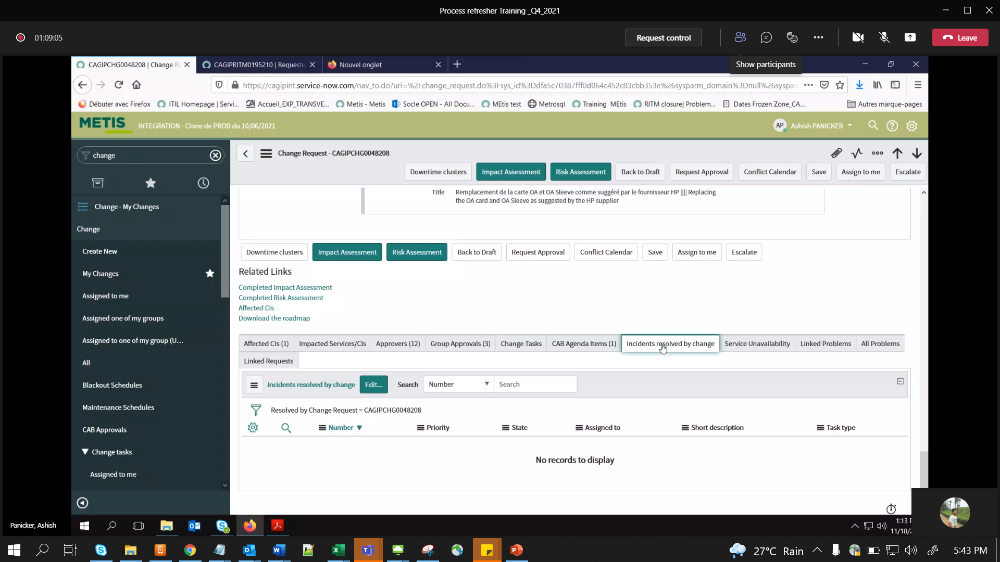 Process refresher Training _Q4_2021
01:09:05
Request control
Leave
Show participants
CAGIPCHG0048208 | Change Re
CAGIPRITM0195210 | Requeste
Nouvel onglet
https://cagipint.service-now.com/nav_to.do?uri=%2Fchange_request.do%3Fsys_id%3Ddfa5c70387fff0d064c452c83cbb353e%26sysparm_domain%3Dnull%26syspar
Débuter avec Firefox
ITIL Homepage | Servi...
Accueil_EXP_TRANSVE...
Metis - Metis
Socle OPEN - All Docu...
MEtis test
Metrosql
Training MEtis
RITM closure| Problem...
Dates Frozen Zone_CA...
Autres marque-pages
METIS
INTEGRATION - Clone de PROD du 10/06/2021
AP
Ashish PANICKER
change
Change - My Changes
Change
Create New
My Changes
Assigned to me
Assigned one of my groups
Assigned to one of my group (U...
All
Blackout Schedules
Maintenance Schedules
CAB Approvals
Change tasks
Assigned to me
Change Request - CAGIPCHG0048208
Downtime clusters
Impact Assessment
Risk Assessment
Back to Draft
Request Approval
Conflict Calendar
Save
Assign to me
Escalate
Title
Remplacement de la carte OA et OA Sleeve comme suggéré par le fournisseur HP |||| Replacing
the OA card and OA Sleeve as suggested by the HP supplier
Downtime clusters
Impact Assessment
Risk Assessment
Back to Draft
Request Approval
Conflict Calendar
Save
Assign to me
Escalate
Related Links
Completed Impact Assessment
Completed Risk Assessment
Affected CIs
Download the roadmap
Affected CIs (1)
Impacted Services/CIs
Approvers (12)
Group Approvals (3)
Change Tasks
CAB Agenda Items (1)
Incidents resolved by change
Service Unavailability
Linked Problems
All Problems
Linked Requests
Incidents resolved by change
Edit...
Search
Number
Search
Resolved by Change Request = CAGIPCHG0048208
Number
Priority
State
Assigned to
Short description
Task type
No records to display
Panicker, Ashish
1:13 P
11/18/2
27°C Rain
5:43 PM